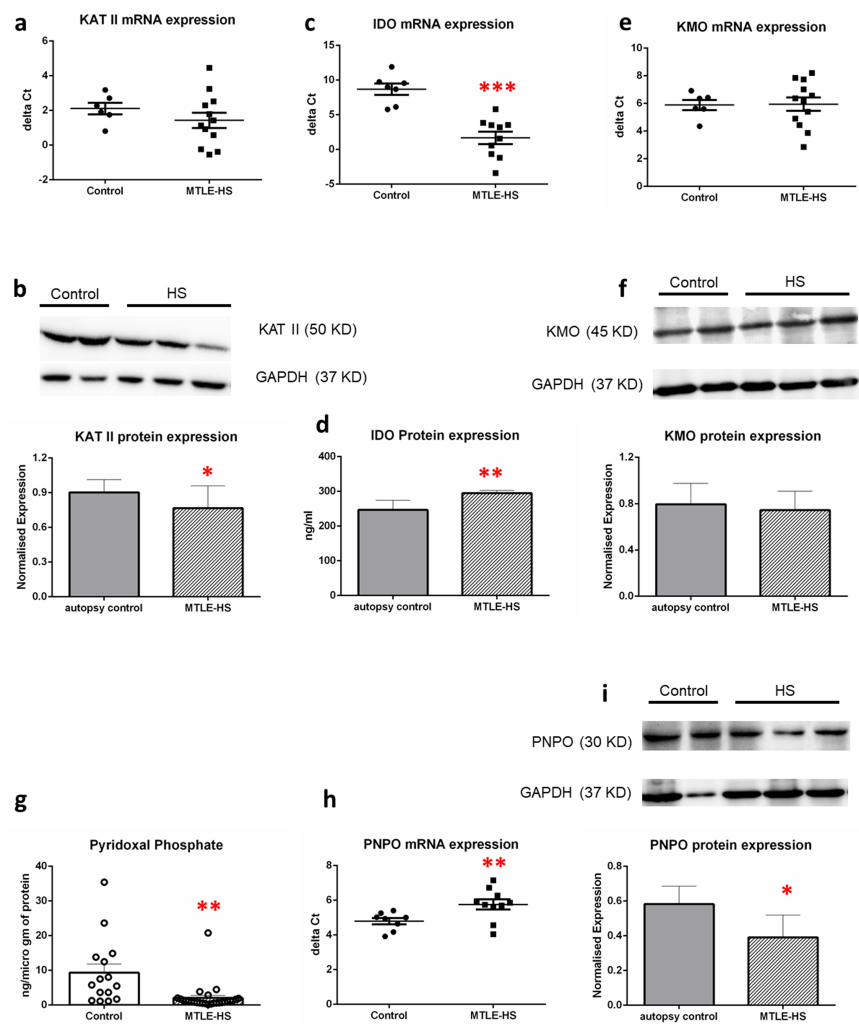 a
KAT II mRNA expression
delta Ct
6
4
2
0
-2
Control
MTLE-HS
c
IDO mRNA expression
delta Ct
15
10
5
0
-5
***
Control
MTLE-HS
e
KMO mRNA expression
delta Ct
10
8
6
4
2
0
Control
MTLE-HS
b
Control
HS
KAT II (50 KD)
GAPDH (37 KD)
KAT II protein expression
Normalised Expression
1.2
0.9
0.6
0.3
0.0
*
autopsy control
MTLE-HS
d
IDO Protein expression
ng/ml
400
300
200
100
0
**
autopsy control
MTLE-HS
f
Control
HS
KMO (45 KD)
GAPDH (37 KD)
KMO protein expression
Normalised Expression
1.2
0.8
0.4
0.0
autopsy control
MTLE-HS
g
Pyridoxal Phosphate
ng/micro gm of protein
40
30
20
10
0
**
Control
MTLE-HS
h
PNPO mRNA expression
delta Ct
8
6
4
2
0
**
Control
MTLE-HS
i
Control
HS
PNPO (30 KD)
GAPDH (37 KD)
PNPO protein expression
Normalised Expression
0.8
0.6
0.4
0.2
0.0
*
autopsy control
MTLE-HS